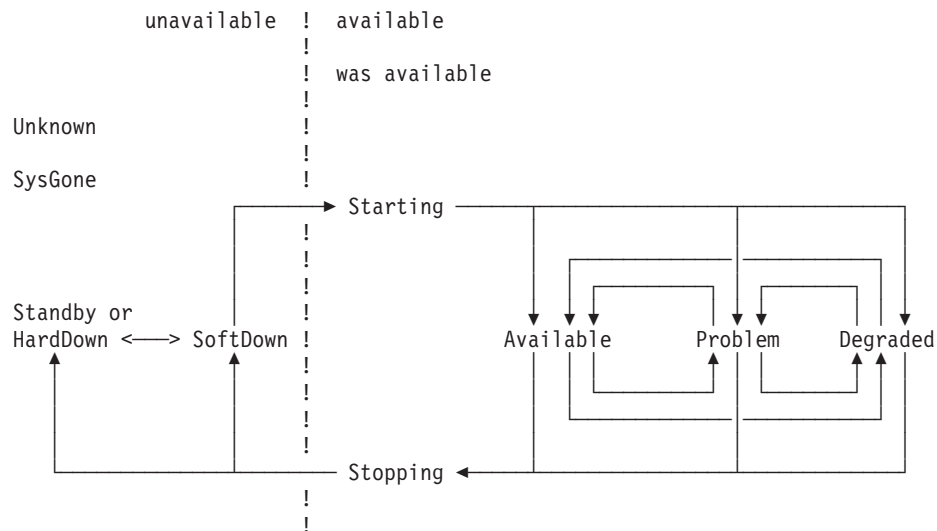 unavailable ! available
!
! was available
!
Unknown !
!
SysGone !
Starting
!
!
!
!
Standby or !
HardDown <——> SoftDown ! Available Problem Degraded
!
!
!
!
Stopping
!
!